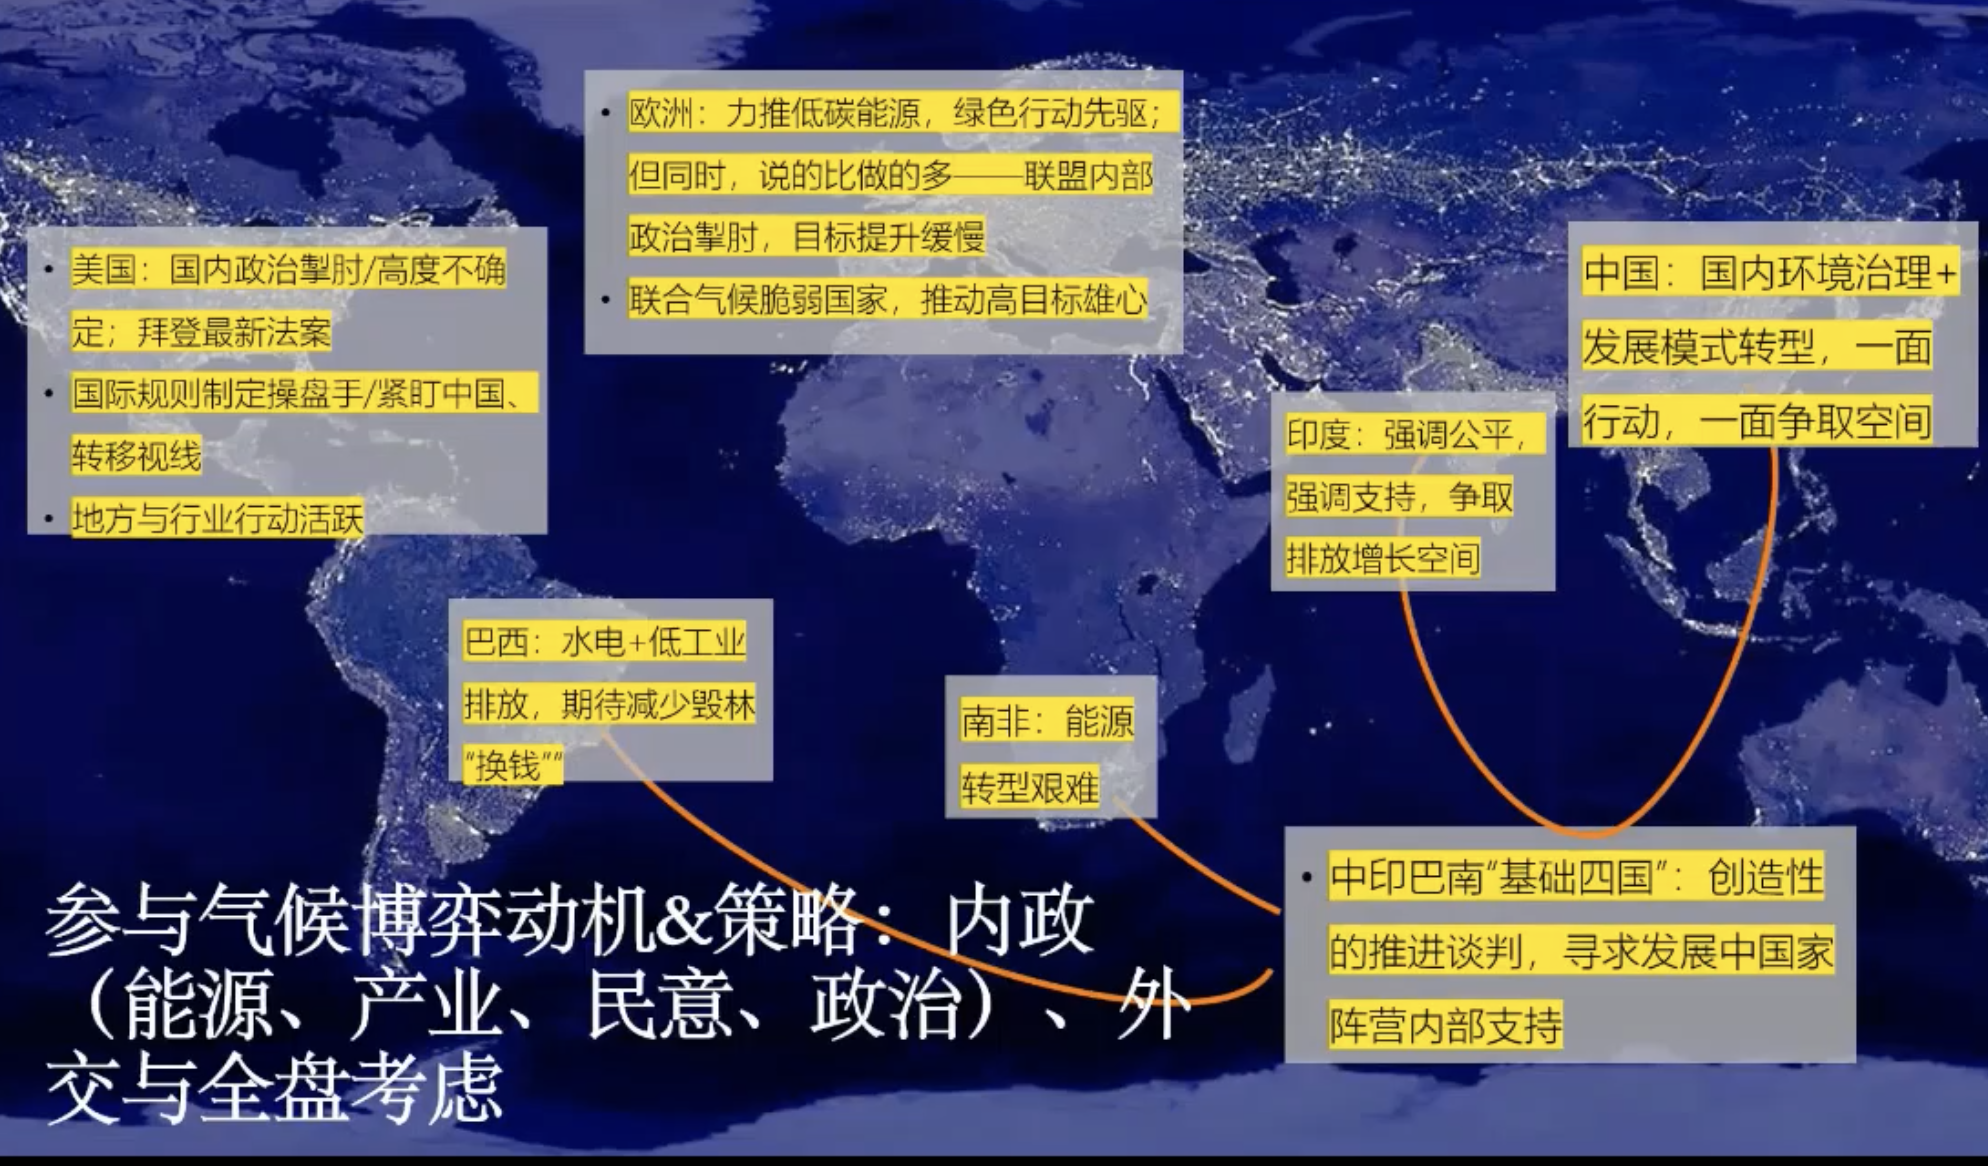 欧洲：力推低碳能源，绿色行动先驱；
但同时，说的比做的多——联盟内部
政治掣肘，目标提升缓慢
联合气候脆弱国家，推动高目标雄心
美国：国内政治掣肘/高度不确
定；拜登最新法案
国际规则制定操盘手/紧盯中国、
转移视线
地方与行业行动活跃
中国：国内环境治理+
发展模式转型，一面
行动，一面争取空间
印度：强调公平，
强调支持，争取
排放增长空间
巴西：水电+低工业
排放，期待减少毁林
“换钱””
南非：能源
转型艰难
中印巴南“基础四国”：创造性
的推进谈判，寻求发展中国家
阵营内部支持
参与气候博弈动机&策略：内政
（能源、产业、民意、政治）、外
交与全盘考虑